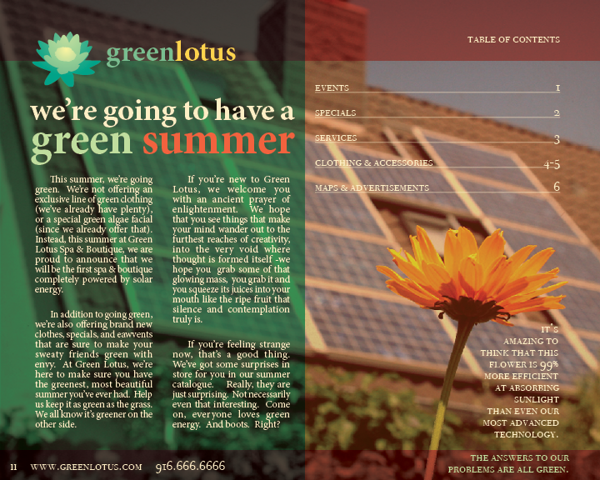 greenlotus
we're going to have a
green summer
This summer, we're going
green. We're not offering an
exclusive line of green clothing
(we've already have plenty),
or a special green algae facial
(since we already offer that).
Instead, this summer at Green
Lotus Spa & Boutique, we are
proud to announce that we
will be the first spa & boutique
completely powered by solar
energy.
In addition to going green,
we're also offering brand new
clothes, specials, and eawvents
that are sure to make your
sweaty friends green with
envy. At Green Lotus, we're
here to make sure you have
the greenest, most beautiful
summer you've ever had. Help
us keep it as green as the grass.
We all know it's greener on the
other side.
If you're new to Green
Lotus, we welcome you
with an ancient prayer of
enlightenment. We hope
that you see things that make
your mind wander out to the
furthest reaches of creativity,
into the very void where
thought is formed itself -we
hope you grab some of that
glowing mass, you grab it and
you squeeze its juices into your
mouth like the ripe fruit that
silence and contemplation
truly is.
If you're feeling strange
now, that's a good thing.
We've got some surprises in
store for you in our summer
catalogue. Really, they are
just surprising. Not necessarily
even that interesting. Come
on, everyone loves green
energy. And boots. Right?
11 WWW.GREENLOTUS.COM 916.666.6666
TABLE OF CONTENTS
EVENTS 1
SPECIALS 2
SERVICES 3
CLOTHING & ACCESSORIES 4-5
MAPS & ADVERTISEMENTS 6
IT'S
AMAZING TO
THINK THAT THIS
FLOWER IS 99%
MORE EFFICIENT
AT ABSORBING
SUNLIGHT
THAN EVEN OUR
MOST ADVANCED
TECHNOLOGY.
THE ANSWERS TO OUR
PROBLEMS ARE ALL GREEN.